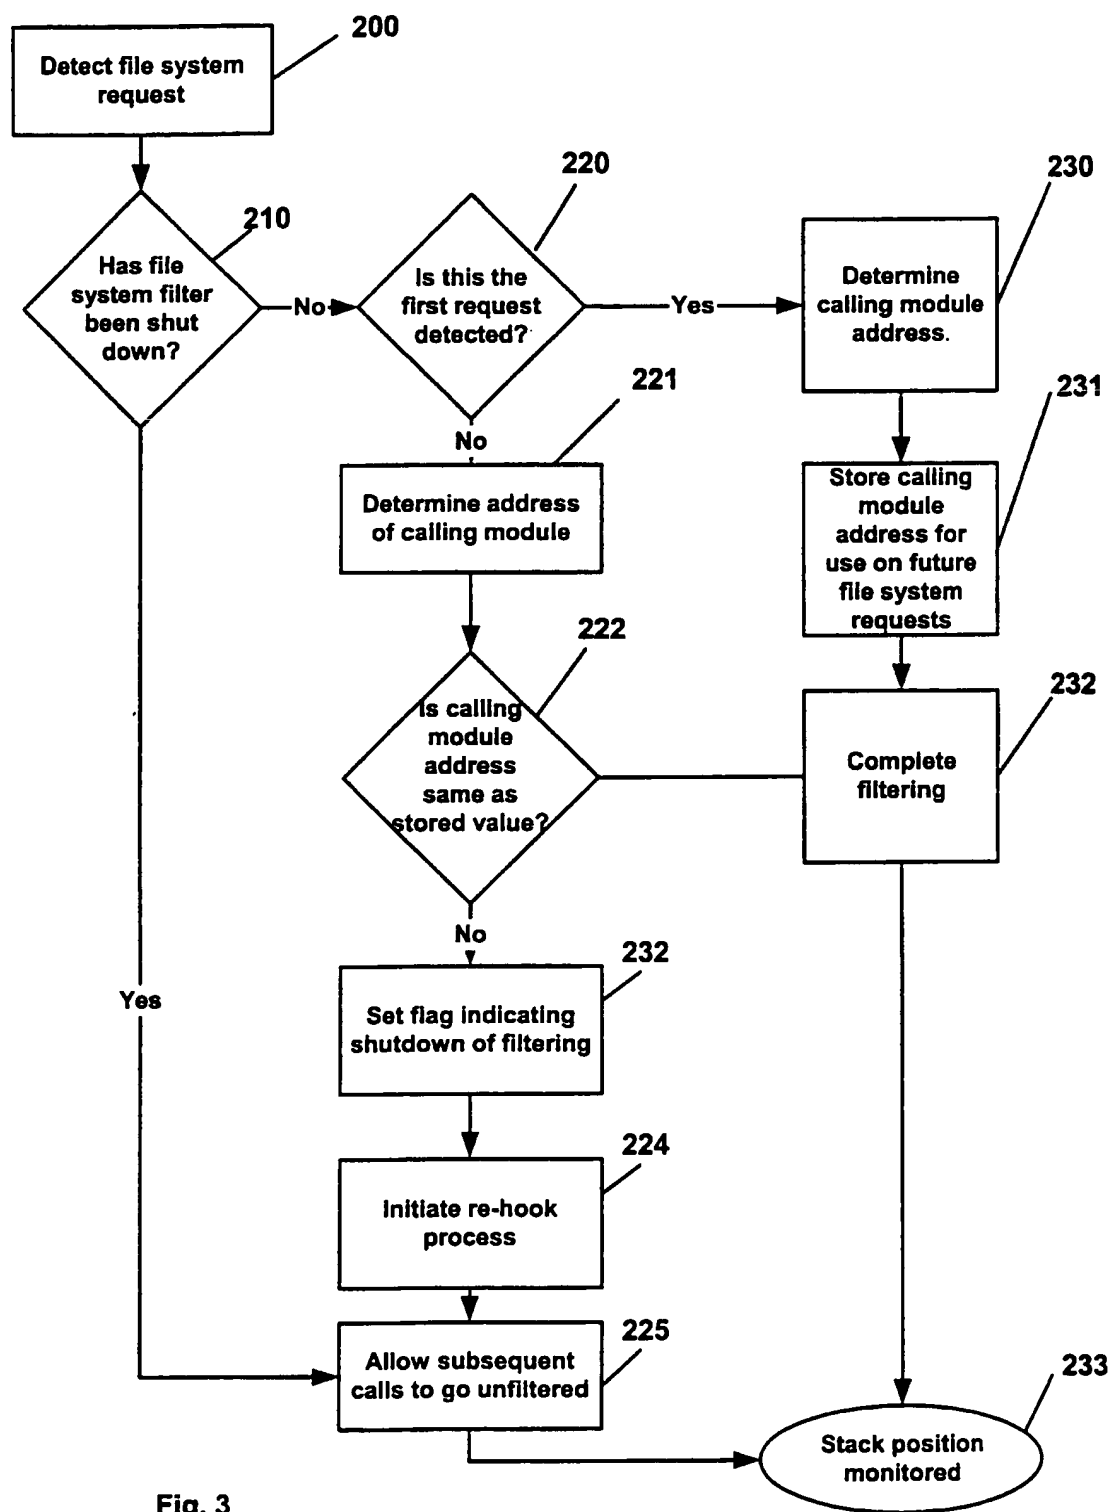 200
Detect file system
request
210
Has file
system filter
been shut
down?
No
220
Is this the
first request
detected?
Yes
230
Determine
calling module
address.
No
221
Determine address
of calling module
231
Store calling
module
address for
use on future
file system
requests
222
Is calling
module
address
same as
stored value?
232
Complete
filtering
No
232
Set flag indicating
shutdown of filtering
Yes
224
Initiate re-hook
process
225
Allow subsequent
calls to go unfiltered
233
Stack position
monitored
Fig. 3